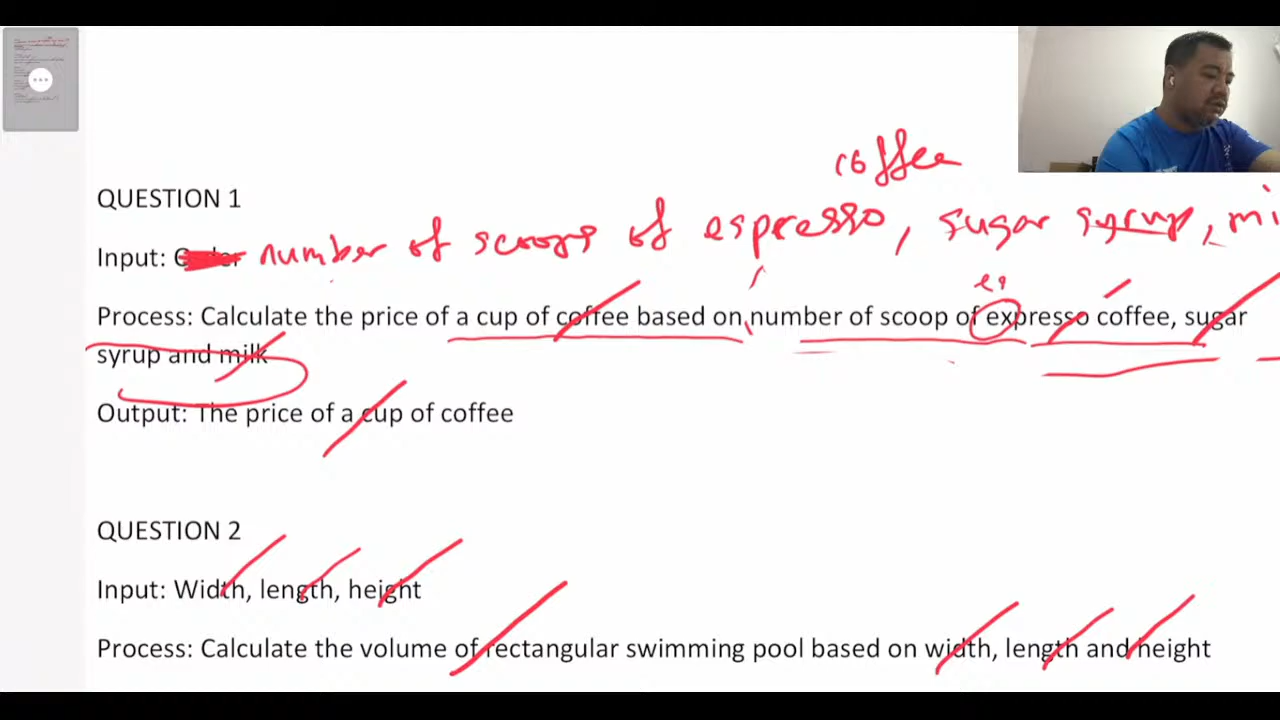 coffee
QUESTION 1
number of scoops of espresso, sugar syrup, mi
Input:
es
Process: Calculate the price of a cup of coffee based on number of scoop of expresso coffee, sugar
syrup and milk
Output: The price of a cup of coffee
QUESTION 2
Input: Width, length, height
Process: Calculate the volume of rectangular swimming pool based on width, length and height